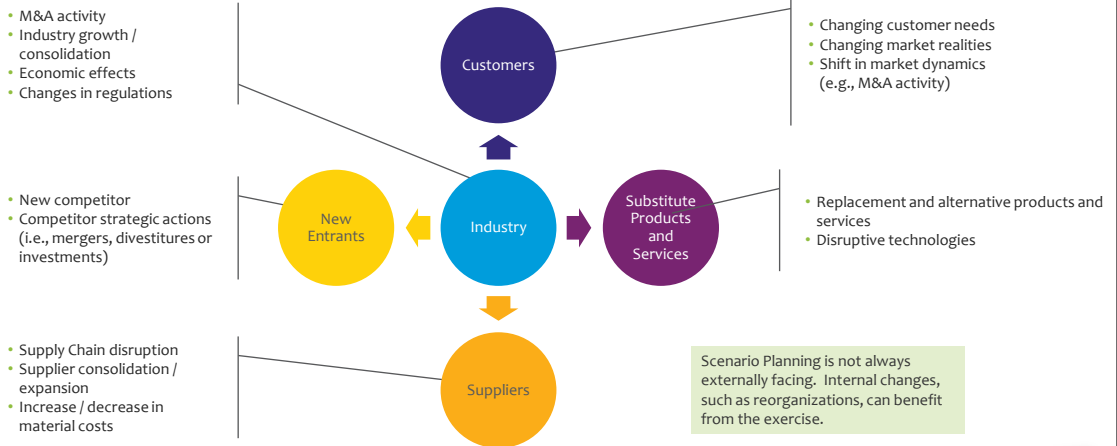 • M&A activity
• Industry growth /
consolidation
• Economic effects
• Changes in regulations
Customers
• Changing customer needs
• Changing market realities
• Shift in market dynamics
(e.g., M&A activity)
• New competitor
• Competitor strategic actions
(i.e., mergers, divestitures or
investments)
New
Entrants
Industry
Substitute
Products
and
Services
• Replacement and alternative products and
services
• Disruptive technologies
• Supply Chain disruption
• Supplier consolidation /
expansion
• Increase / decrease in
material costs
Suppliers
Scenario Planning is not always
externally facing.  Internal changes,
such as reorganizations, can benefit
from the exercise.